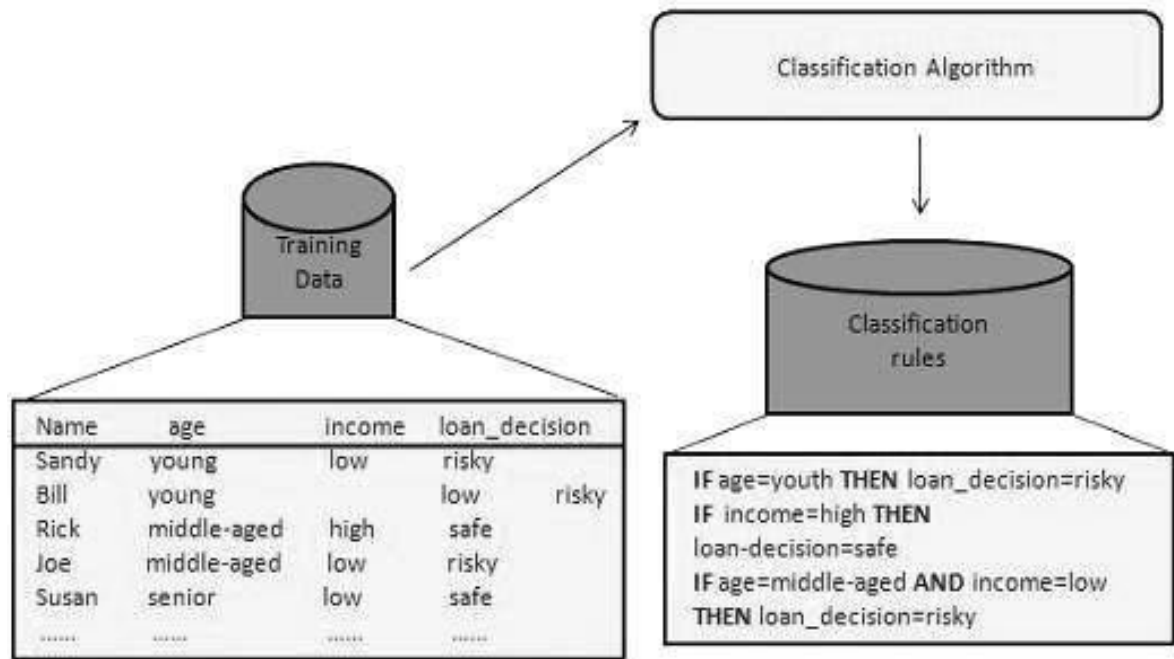 Classification Algorithm
Training
Data
Classification
rules
Name age income loan_decision
Sandy young low risky
Bill young low risky
Rick middle-aged high safe
Joe middle-aged low risky
Susan senior low safe
...... ...... ...... ......
IF age=youth THEN loan_decision=risky
IF income=high THEN
loan-decision=safe
IF age=middle-aged AND income=low
THEN loan_decision=risky